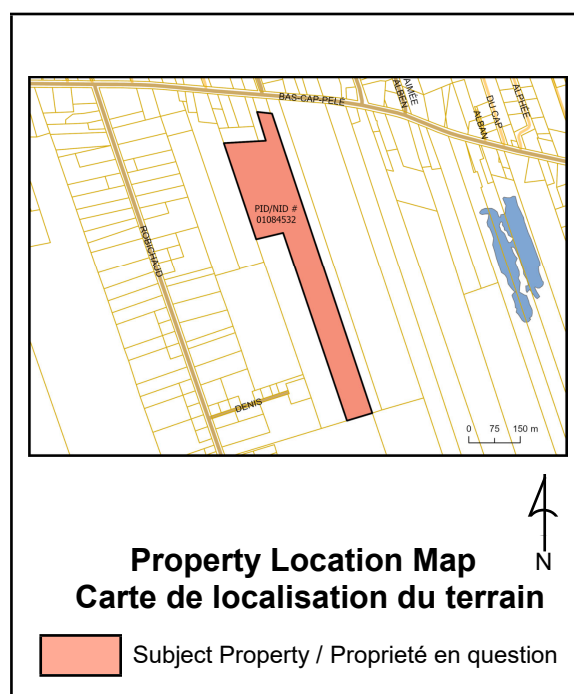 BAS-CAP-PELÉ
AIMÉE
ALBEN
ALBAN
DU CAP
ALPHÉE
PID/NID #
01084532
ROBICHAUD
DENIS
0 75 150 m
N
Property Location Map
Carte de localisation du terrain
Subject Property / Proprieté en question